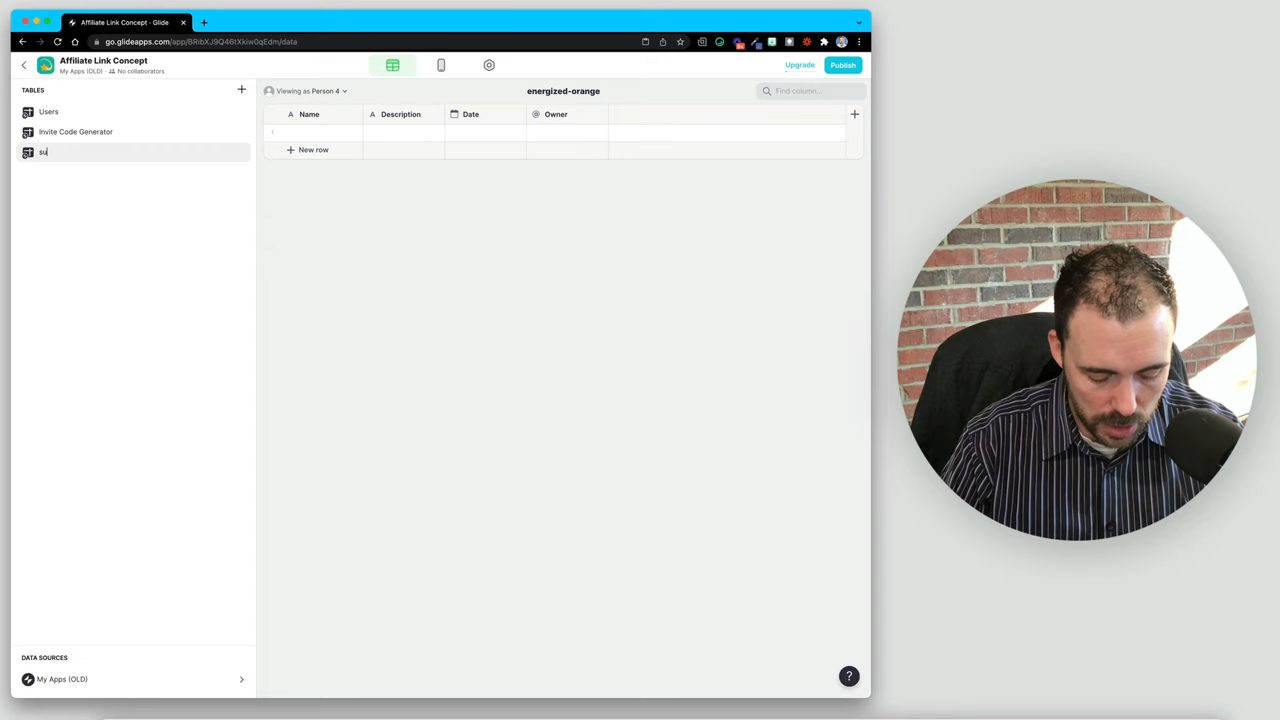 Affiliate Link Concept - Glide
go.glideapps.com/app/BRibXJ9Q46tXkiw0qEdm/data
Affiliate Link Concept
My Apps (OLD) · No collaborators
Upgrade
Publish
TABLES
Users
Invite Code Generator
su
Viewing as Person 4
energized-orange
Find column...
Name
Description
Date
Owner
1
New row
DATA SOURCES
My Apps (OLD)
?